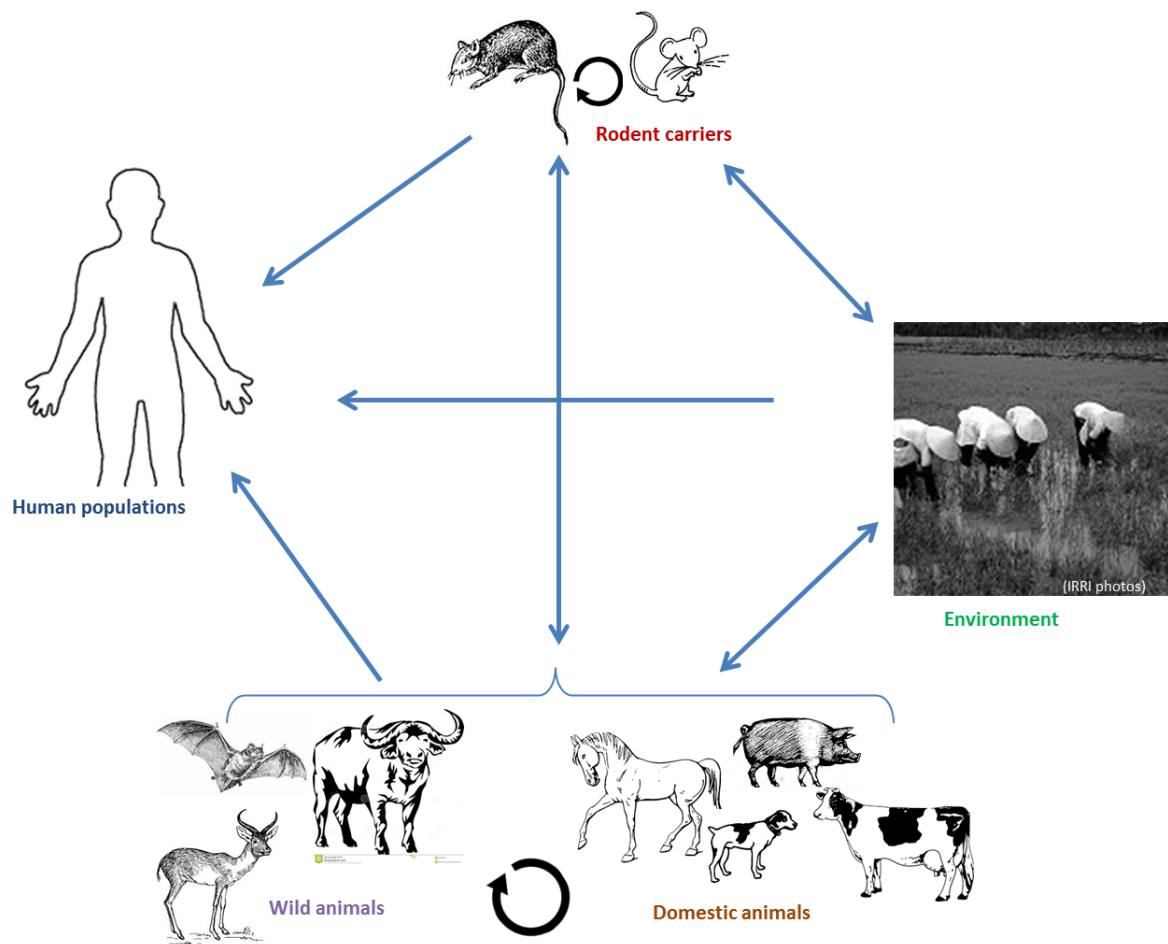 Rodent carriers
Human populations
(IRRI photos)
Environment
Wild animals
Domestic animals